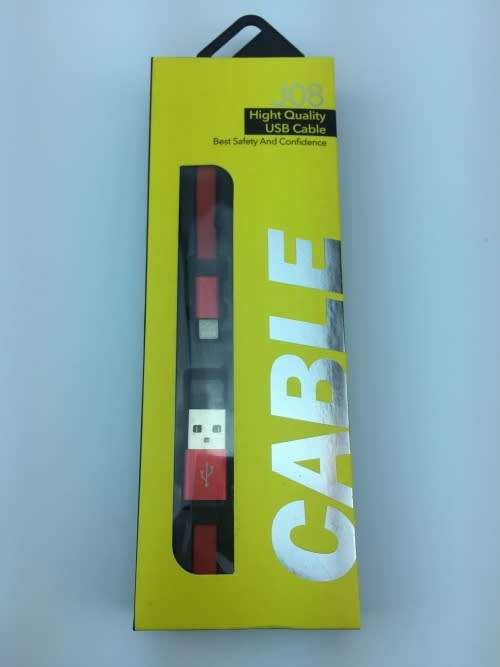 J08
Hight Quality
USB Cable
Best Safety And Confidence
CABLE